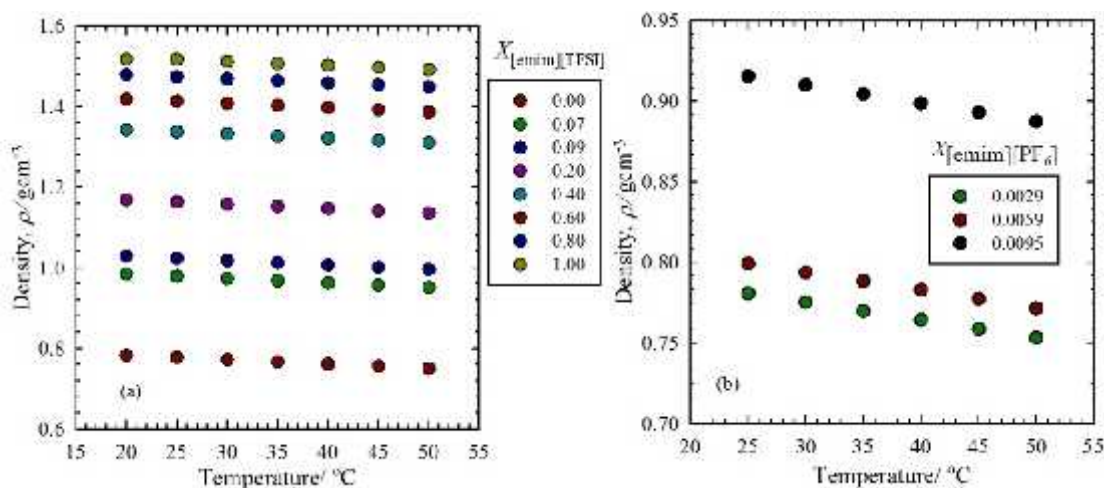 1.6
1.4
1.2
1.0
0.8
0.6
Density, ρ/gcm⁻³
(a)
15 20 25 30 35 40 45 50 55
Temperature/ °C
X[emim][TFSI]
0.00
0.07
0.09
0.20
0.40
0.60
0.80
1.00
0.95
0.90
0.85
0.80
0.75
0.70
Density, ρ/gcm⁻³
X[emim][PF₆]
0.0029
0.0059
0.0095
(b)
20 25 30 35 40 45 50 55
Temperature/ °C